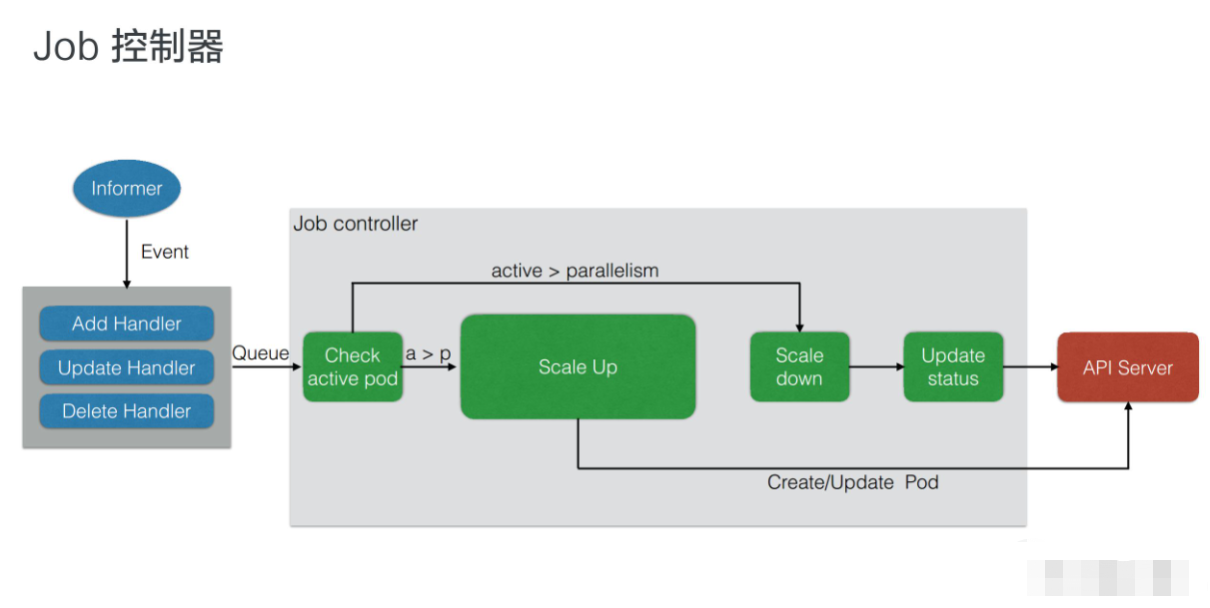 Job 控制器
Informer
Event
Add Handler
Update Handler
Delete Handler
Queue
Job controller
active > parallelism
Check
active pod
a > p
Scale Up
Scale
down
Update
status
API Server
Create/Update Pod